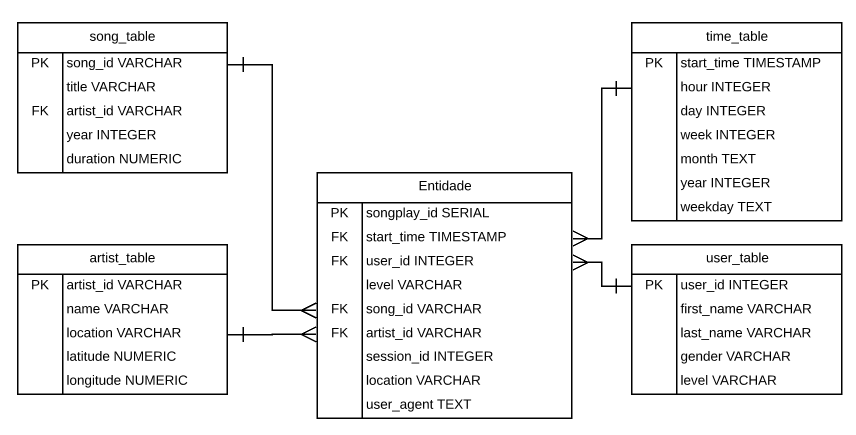 song_table
PK song_id VARCHAR
title VARCHAR
FK artist_id VARCHAR
year INTEGER
duration NUMERIC
artist_table
PK artist_id VARCHAR
name VARCHAR
location VARCHAR
latitude NUMERIC
longitude NUMERIC
Entidade
PK songplay_id SERIAL
FK start_time TIMESTAMP
FK user_id INTEGER
level VARCHAR
FK song_id VARCHAR
FK artist_id VARCHAR
session_id INTEGER
location VARCHAR
user_agent TEXT
time_table
PK start_time TIMESTAMP
hour INTEGER
day INTEGER
week INTEGER
month TEXT
year INTEGER
weekday TEXT
user_table
PK user_id INTEGER
first_name VARCHAR
last_name VARCHAR
gender VARCHAR
level VARCHAR